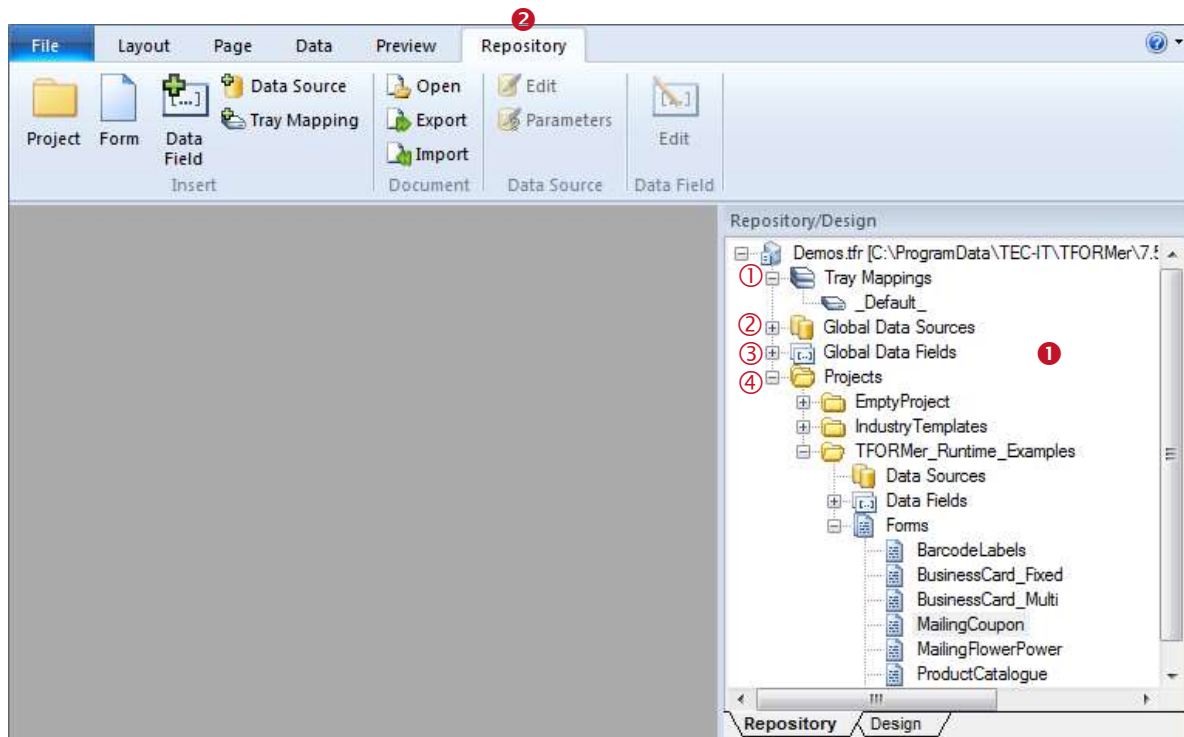 ❷
File Layout Page Data Preview Repository
Project Form Data Field Data Source Tray Mapping Open Export Import Edit Parameters Edit
Insert Document Data Source Data Field
Repository/Design
Demos.tfr [C:\ProgramData\TEC-IT\TFORMer\7.5
① Tray Mappings
_Default_
② Global Data Sources
③ Global Data Fields ❶
④ Projects
EmptyProject
IndustryTemplates
TFORMer_Runtime_Examples
Data Sources
Data Fields
Forms
BarcodeLabels
BusinessCard_Fixed
BusinessCard_Multi
MailingCoupon
MailingFlowerPower
ProductCatalogue
Repository Design